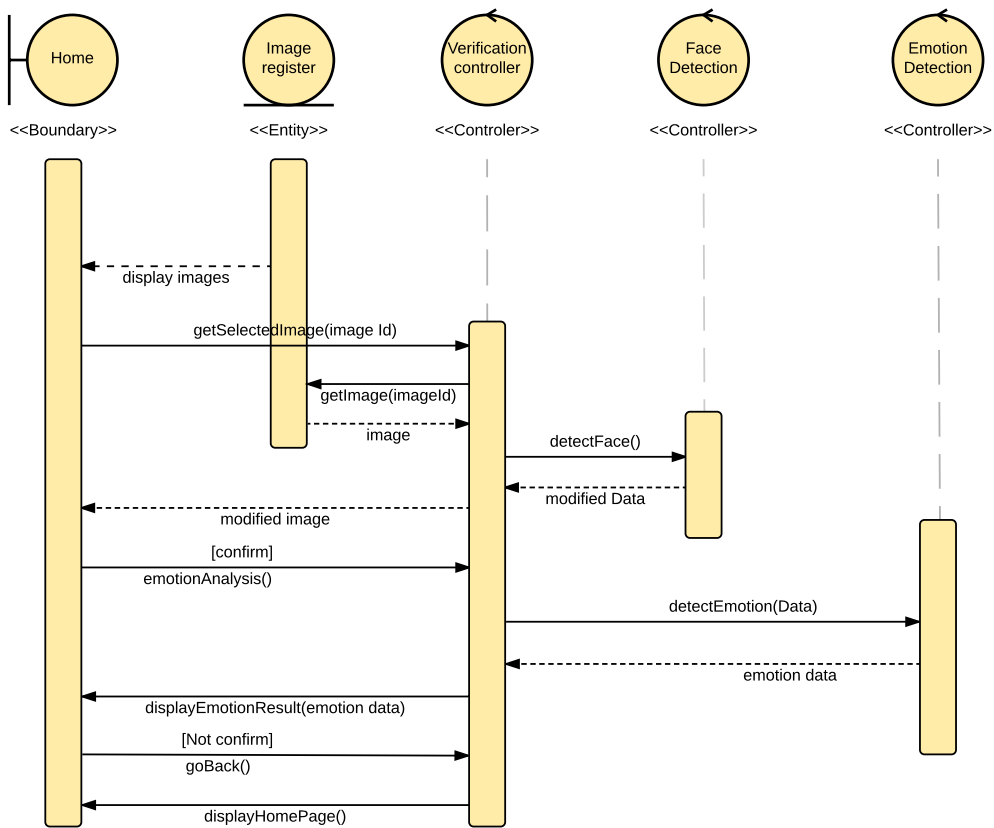 Home
Image
register
Verification
controller
Face
Detection
Emotion
Detection
<<Boundary>>
<<Entity>>
<<Controler>>
<<Controller>>
<<Controller>>
display images
getSelectedImage(image Id)
getImage(imageId)
image
detectFace()
modified Data
modified image
[confirm]
emotionAnalysis()
detectEmotion(Data)
emotion data
displayEmotionResult(emotion data)
[Not confirm]
goBack()
displayHomePage()